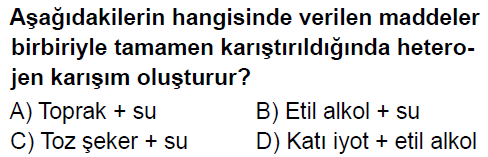 Aşağıdakilerin hangisinde verilen maddeler
birbiriyle tamamen karıştırıldığında hetero-
jen karışım oluşturur?
A) Toprak + su B) Etil alkol + su
C) Toz şeker + su D) Katı iyot + etil alkol